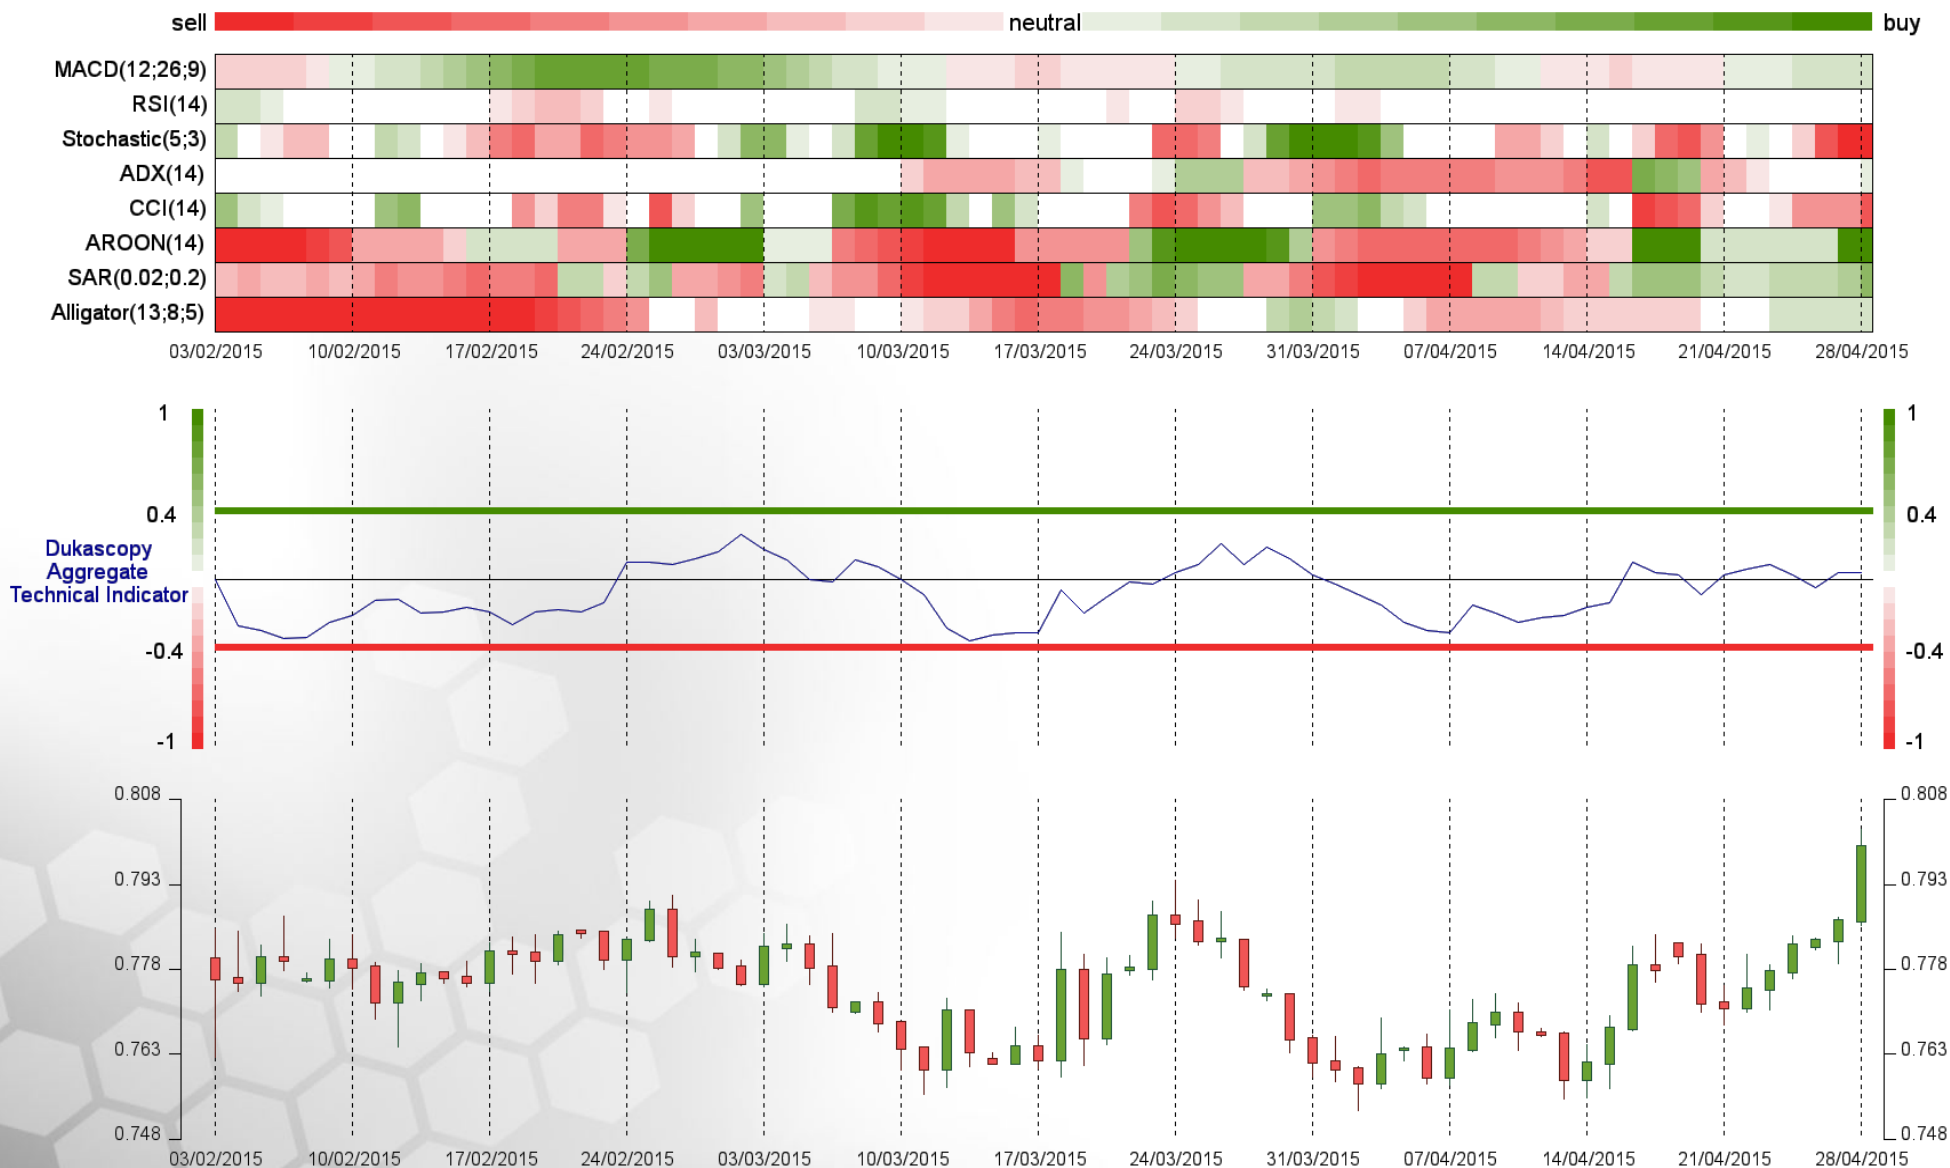 sell neutral buy
MACD(12;26;9)
RSI(14)
Stochastic(5;3)
ADX(14)
CCI(14)
AROON(14)
SAR(0.02;0.2)
Alligator(13;8;5)
03/02/2015 10/02/2015 17/02/2015 24/02/2015 03/03/2015 10/03/2015 17/03/2015 24/03/2015 31/03/2015 07/04/2015 14/04/2015 21/04/2015 28/04/2015
1 1
0.4 0.4
Dukascopy
Aggregate
Technical Indicator
-0.4 -0.4
-1 -1
0.808 0.808
0.793 0.793
0.778 0.778
0.763 0.763
0.748 0.748
03/02/2015 10/02/2015 17/02/2015 24/02/2015 03/03/2015 10/03/2015 17/03/2015 24/03/2015 31/03/2015 07/04/2015 14/04/2015 21/04/2015 28/04/2015